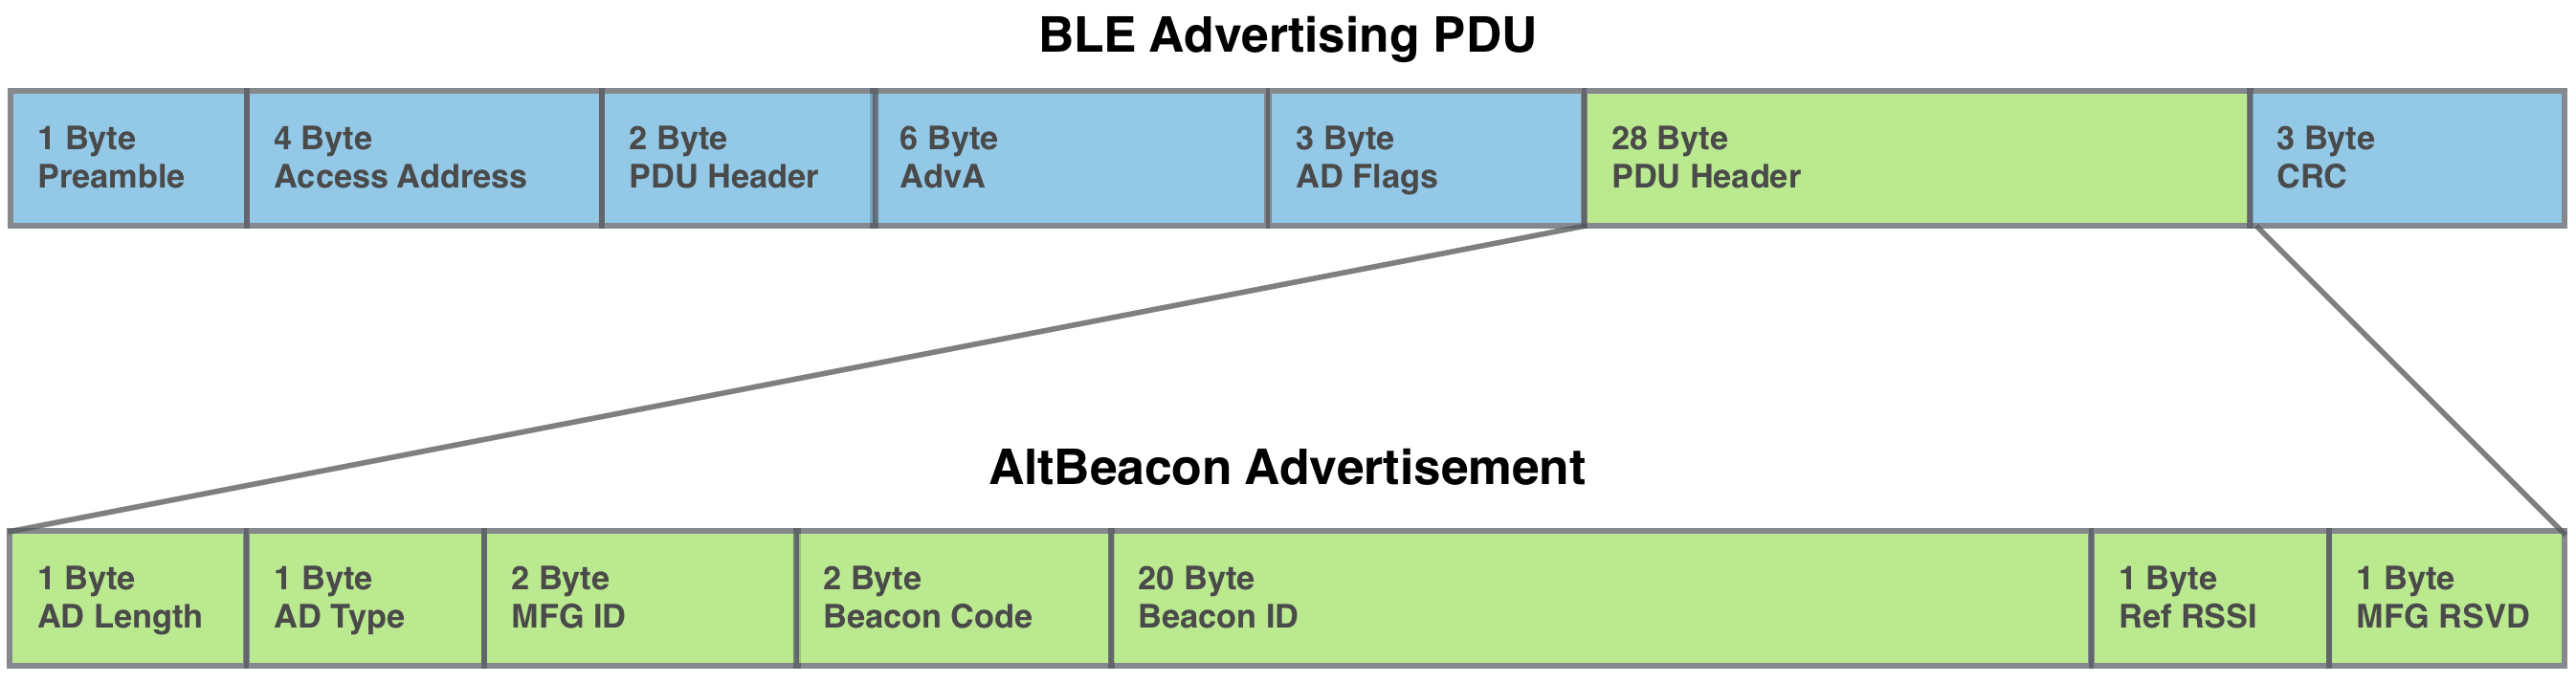 BLE Advertising PDU
1 Byte
Preamble
4 Byte
Access Address
2 Byte
PDU Header
6 Byte
AdvA
3 Byte
AD Flags
28 Byte
PDU Header
3 Byte
CRC
AltBeacon Advertisement
1 Byte
AD Length
1 Byte
AD Type
2 Byte
MFG ID
2 Byte
Beacon Code
20 Byte
Beacon ID
1 Byte
Ref RSSI
1 Byte
MFG RSVD